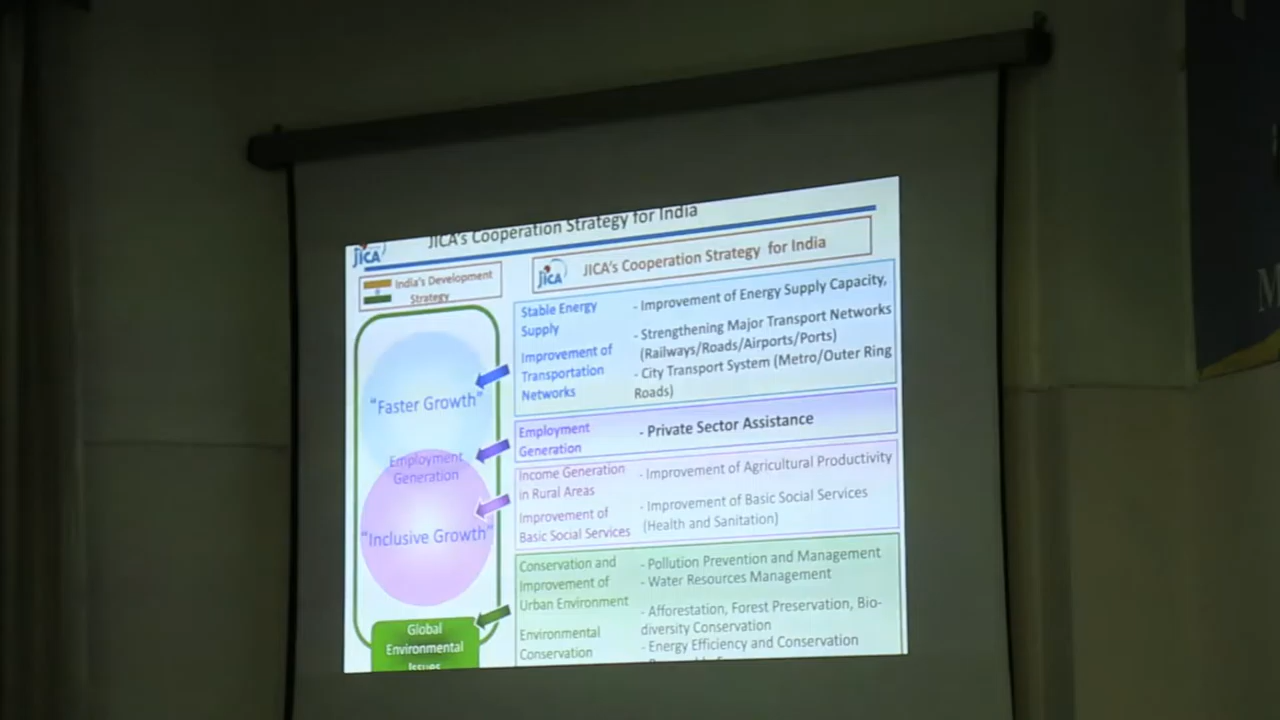 JICA's Cooperation Strategy for India
JICA
India's Development
Strategy
JICA
JICA's Cooperation Strategy for India
"Faster Growth"
Employment
Generation
"Inclusive Growth"
Global
Environmental
Issues
Stable Energy
Supply
- Improvement of Energy Supply Capacity,
Improvement of
Transportation
Networks
- Strengthening Major Transport Networks
(Railways/Roads/Airports/Ports)
- City Transport System (Metro/Outer Ring
Roads)
Employment
Generation
- Private Sector Assistance
Income Generation
in Rural Areas
- Improvement of Agricultural Productivity
Improvement of
Basic Social Services
- Improvement of Basic Social Services
(Health and Sanitation)
Conservation and
Improvement of
Urban Environment
- Pollution Prevention and Management
- Water Resources Management
Environmental
Conservation
- Afforestation, Forest Preservation, Bio-
diversity Conservation
- Energy Efficiency and Conservation
M